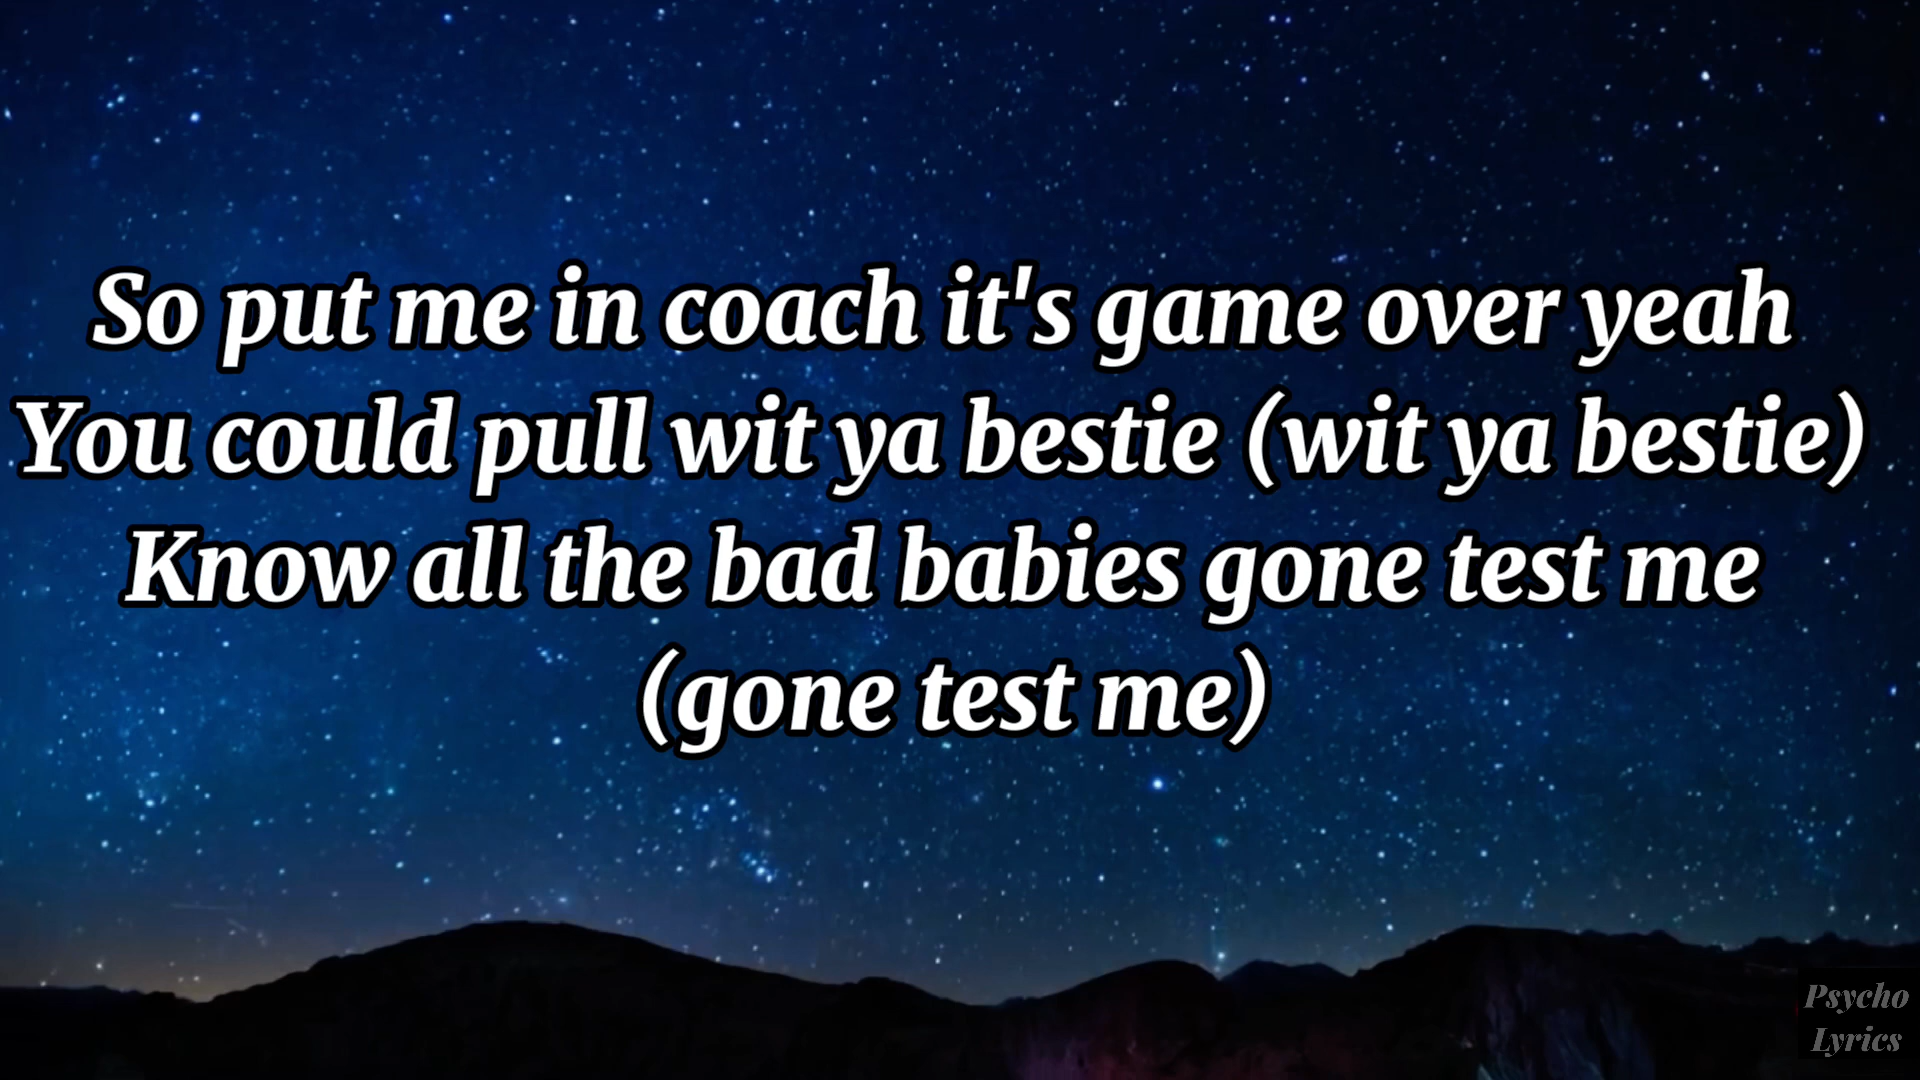 So put me in coach it's game over yeah
You could pull wit ya bestie (wit ya bestie)
Know all the bad babies gone test me
(gone test me)
Psycho
Lyrics